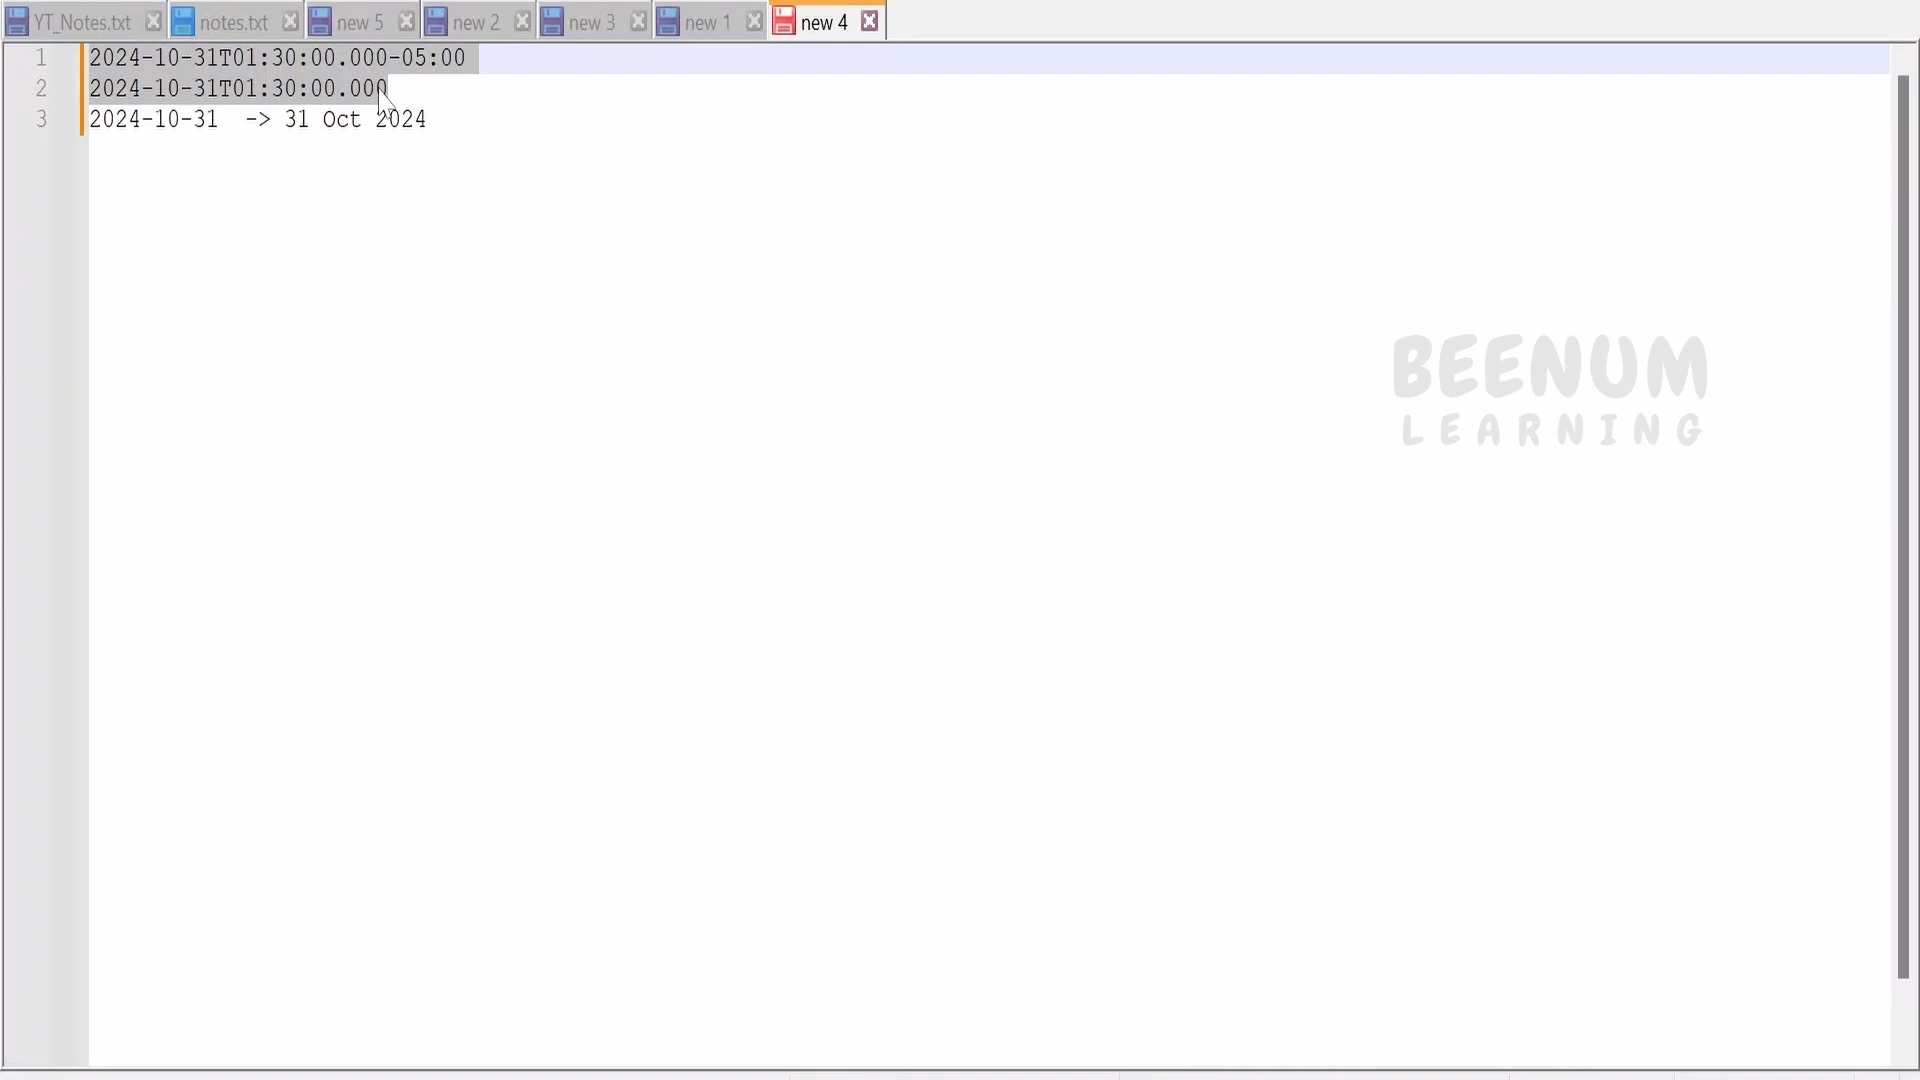 YT_Notes.txt notes.txt new 5 new 2 new 3 new 1 new 4
1 2024-10-31T01:30:00.000-05:00
2 2024-10-31T01:30:00.000
3 2024-10-31  -> 31 Oct 2024
BEENUM
LEARNING